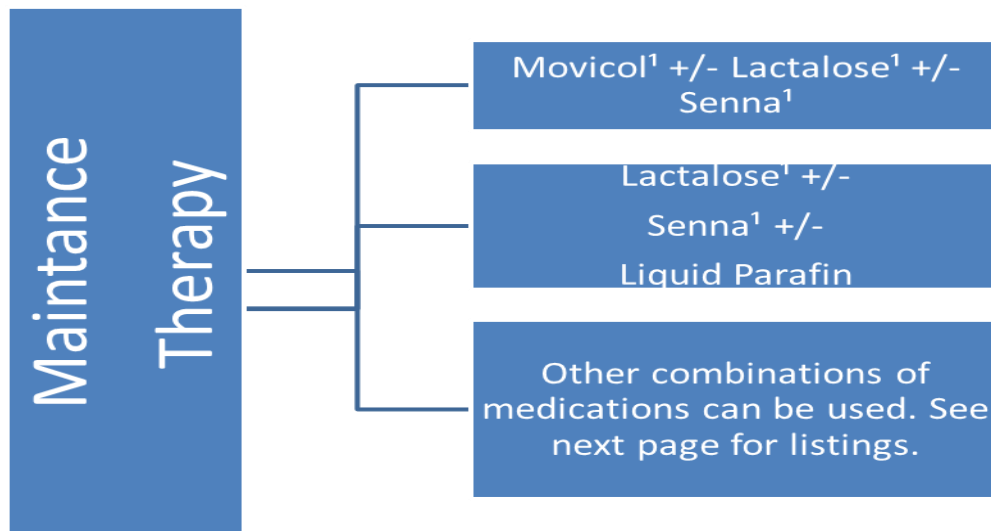 Maintance
Therapy
Movicol¹ +/- Lactalose¹ +/-
Senna¹
Lactalose¹ +/-
Senna¹ +/-
Liquid Parafin
Other combinations of
medications can be used. See
next page for listings.